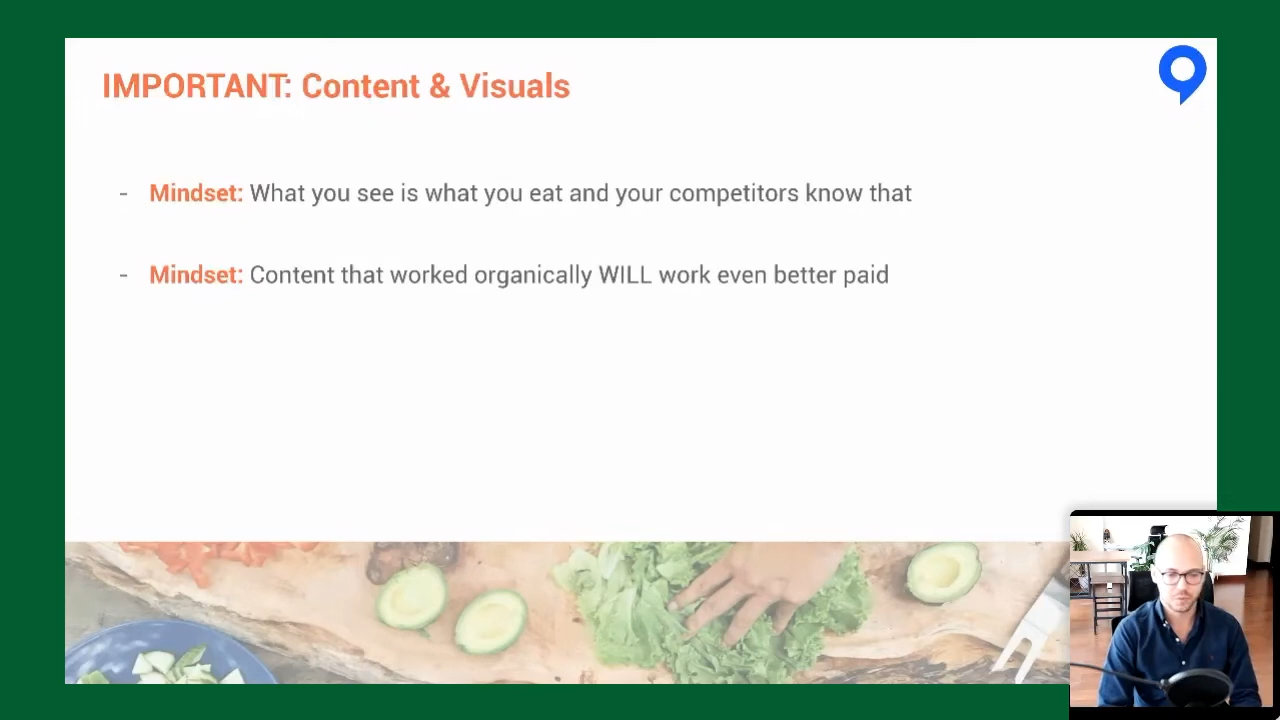 IMPORTANT: Content & Visuals
- Mindset: What you see is what you eat and your competitors know that
- Mindset: Content that worked organically WILL work even better paid